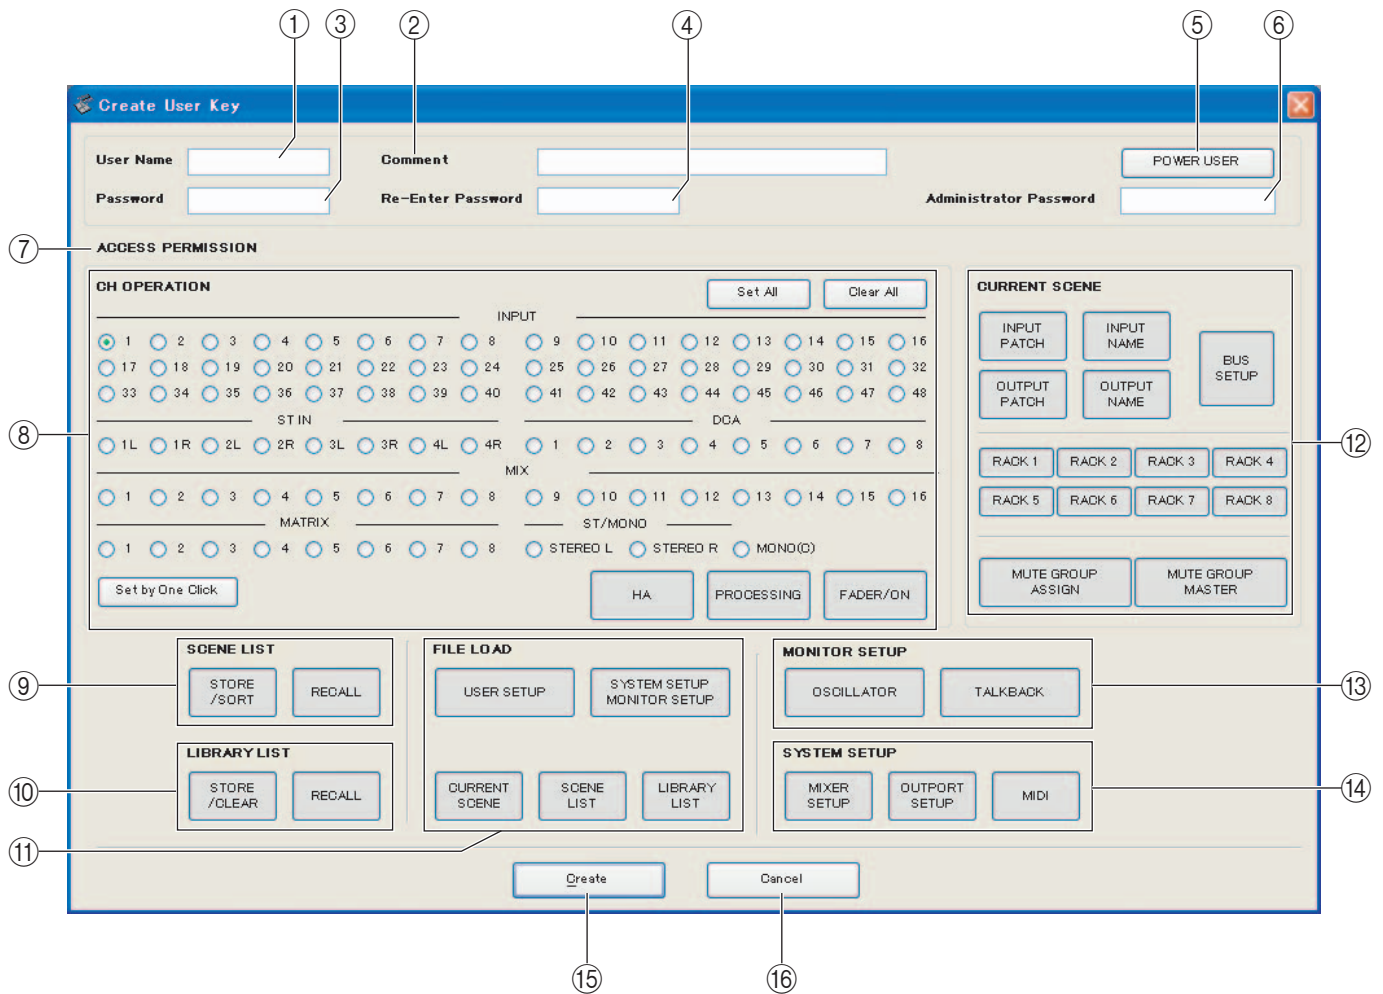 ① ③ ② ④ ⑤ ⑥
Create User Key
User Name Comment POWER USER
Password Re-Enter Password Administrator Password
⑦ ACCESS PERMISSION
CH OPERATION Set All Clear All
INPUT
1 2 3 4 5 6 7 8 9 10 11 12 13 14 15 16
17 18 19 20 21 22 23 24 25 26 27 28 29 30 31 32
33 34 35 36 37 38 39 40 41 42 43 44 45 46 47 48
⑧ ST IN DCA
1L 1R 2L 2R 3L 3R 4L 4R 1 2 3 4 5 6 7 8
MIX
1 2 3 4 5 6 7 8 9 10 11 12 13 14 15 16
MATRIX ST/MONO
1 2 3 4 5 6 7 8 STEREO L STEREO R MONO(C)
Set by One Click HA PROCESSING FADER/ON
CURRENT SCENE
INPUT PATCH INPUT NAME BUS SETUP
OUTPUT PATCH OUTPUT NAME
⑫
RACK 1 RACK 2 RACK 3 RACK 4
RACK 5 RACK 6 RACK 7 RACK 8
MUTE GROUP ASSIGN MUTE GROUP MASTER
SCENE LIST
⑨ STORE /SORT RECALL
LIBRARY LIST
⑩ STORE /CLEAR RECALL
FILE LOAD
USER SETUP SYSTEM SETUP MONITOR SETUP
CURRENT SCENE SCENE LIST LIBRARY LIST
⑪
MONITOR SETUP
OSCILLATOR TALKBACK ⑬
SYSTEM SETUP
MIXER SETUP OUTPORT SETUP MIDI ⑭
Create Cancel
⑮ ⑯